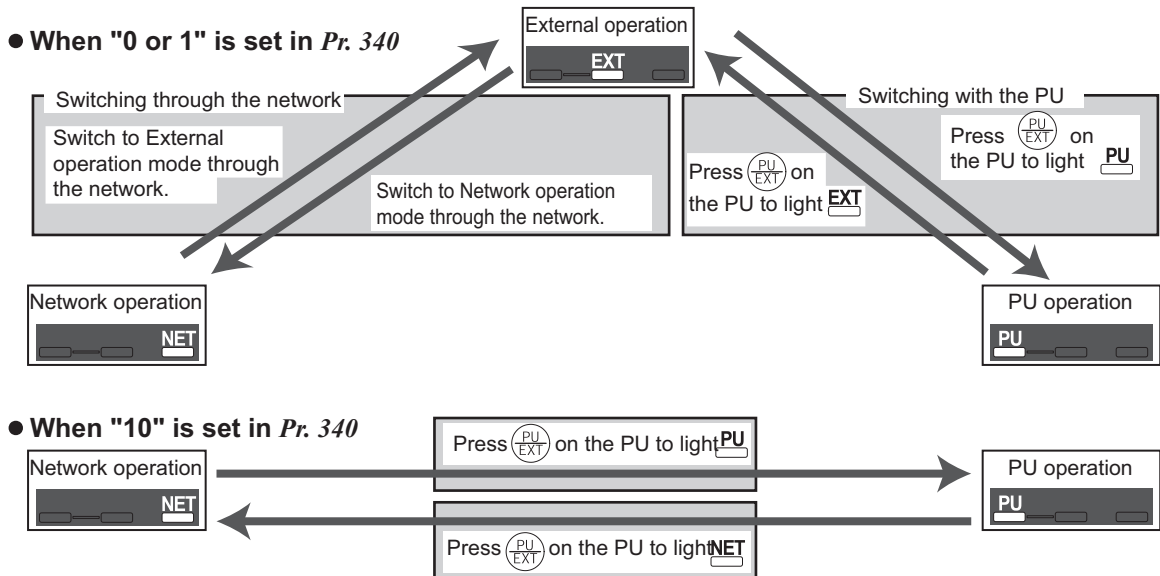 ● When "0 or 1" is set in Pr. 340
External operation
EXT
Switching through the network
Switch to External
operation mode through
the network.
Switch to Network operation
mode through the network.
Switching with the PU
Press PU/EXT on
the PU to light PU
Press PU/EXT on
the PU to light EXT
Network operation
NET
PU operation
PU
● When "10" is set in Pr. 340
Network operation
NET
Press PU/EXT on the PU to light PU
Press PU/EXT on the PU to light NET
PU operation
PU